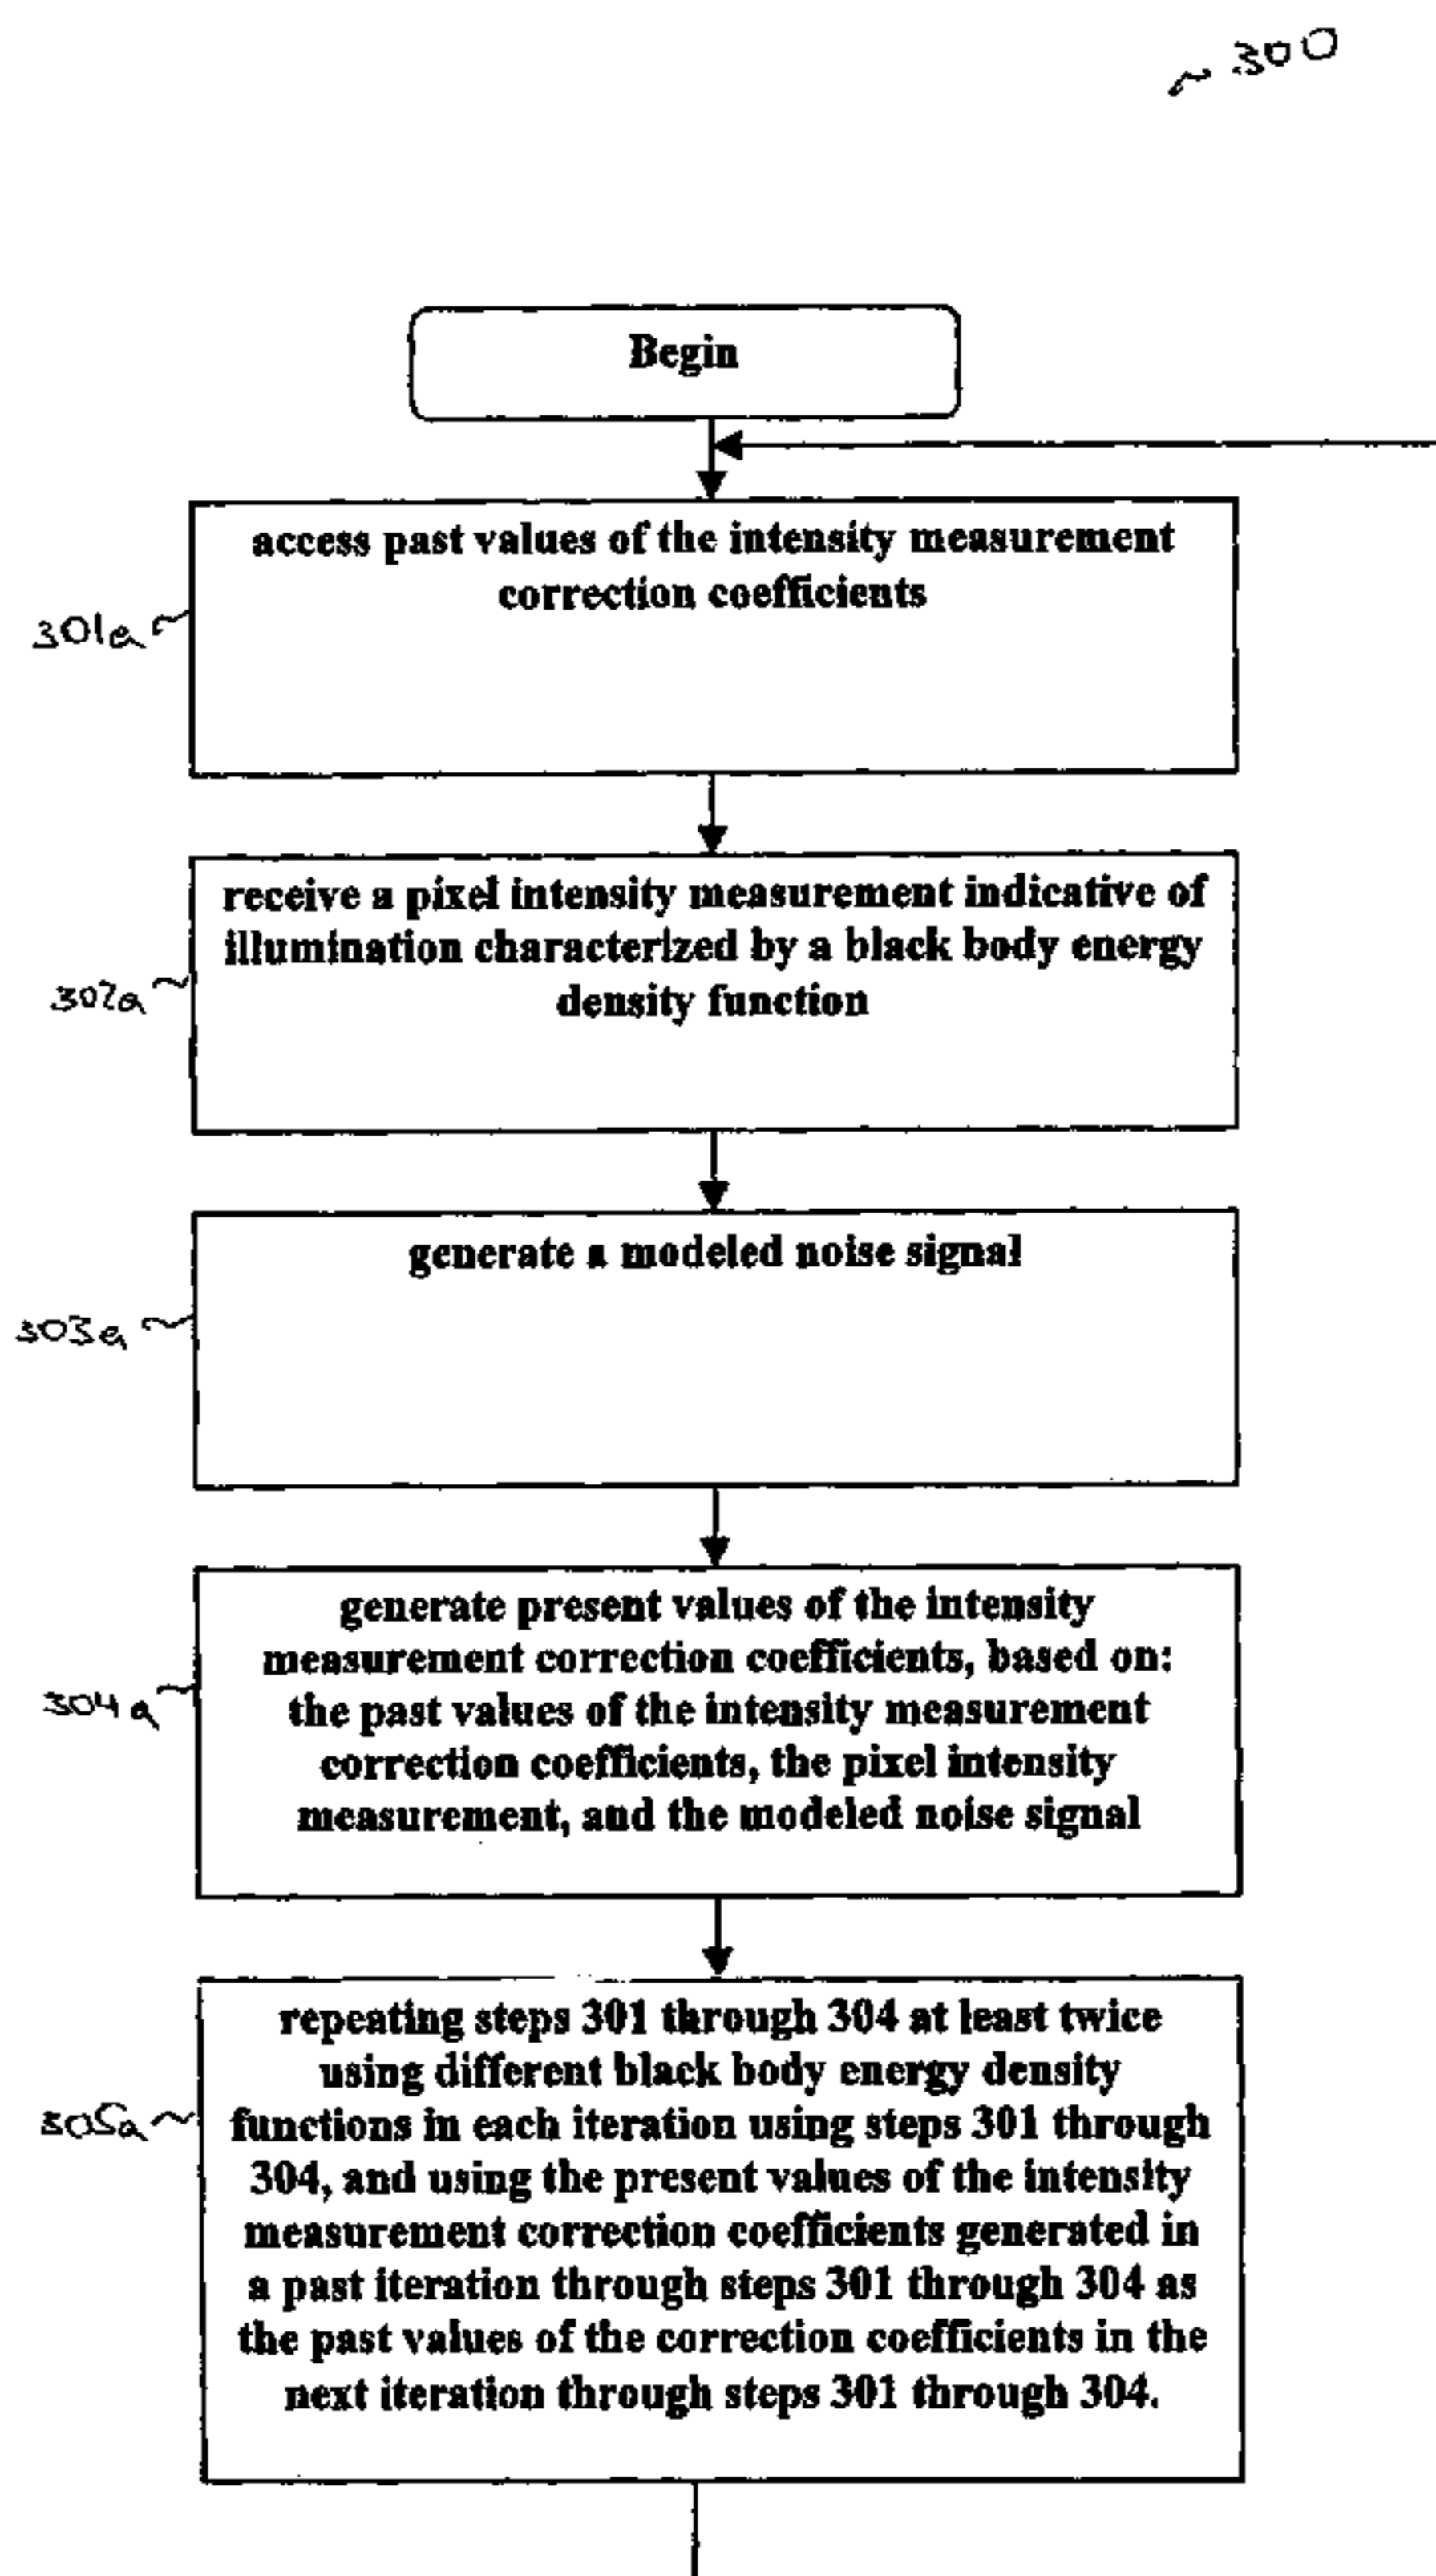 300
Begin
access past values of the intensity measurement
correction coefficients
301a
receive a pixel intensity measurement indicative of
illumination characterized by a black body energy
density function
302a
generate a modeled noise signal
303a
generate present values of the intensity
measurement correction coefficients, based on:
the past values of the intensity measurement
correction coefficients, the pixel intensity
measurement, and the modeled noise signal
304a
repeating steps 301 through 304 at least twice
using different black body energy density
functions in each iteration using steps 301 through
304, and using the present values of the intensity
measurement correction coefficients generated in
a past iteration through steps 301 through 304 as
the past values of the correction coefficients in the
next iteration through steps 301 through 304.
305a